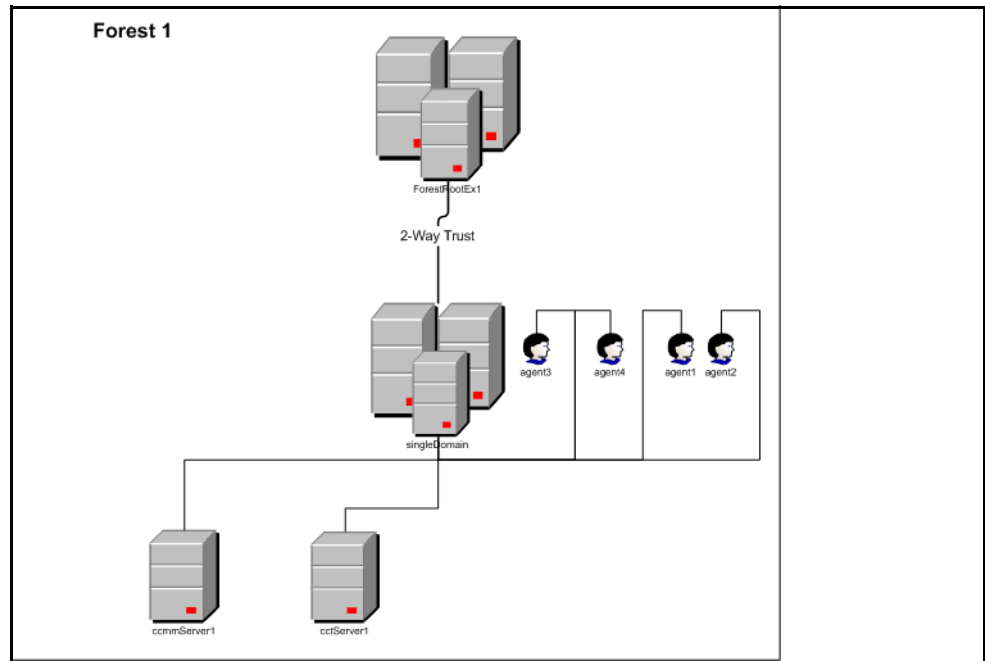 Forest 1
ForestRootEx1
2-Way Trust
agent3
agent4
agent1
agent2
singleDomain
ccmmServer1
cctServer1